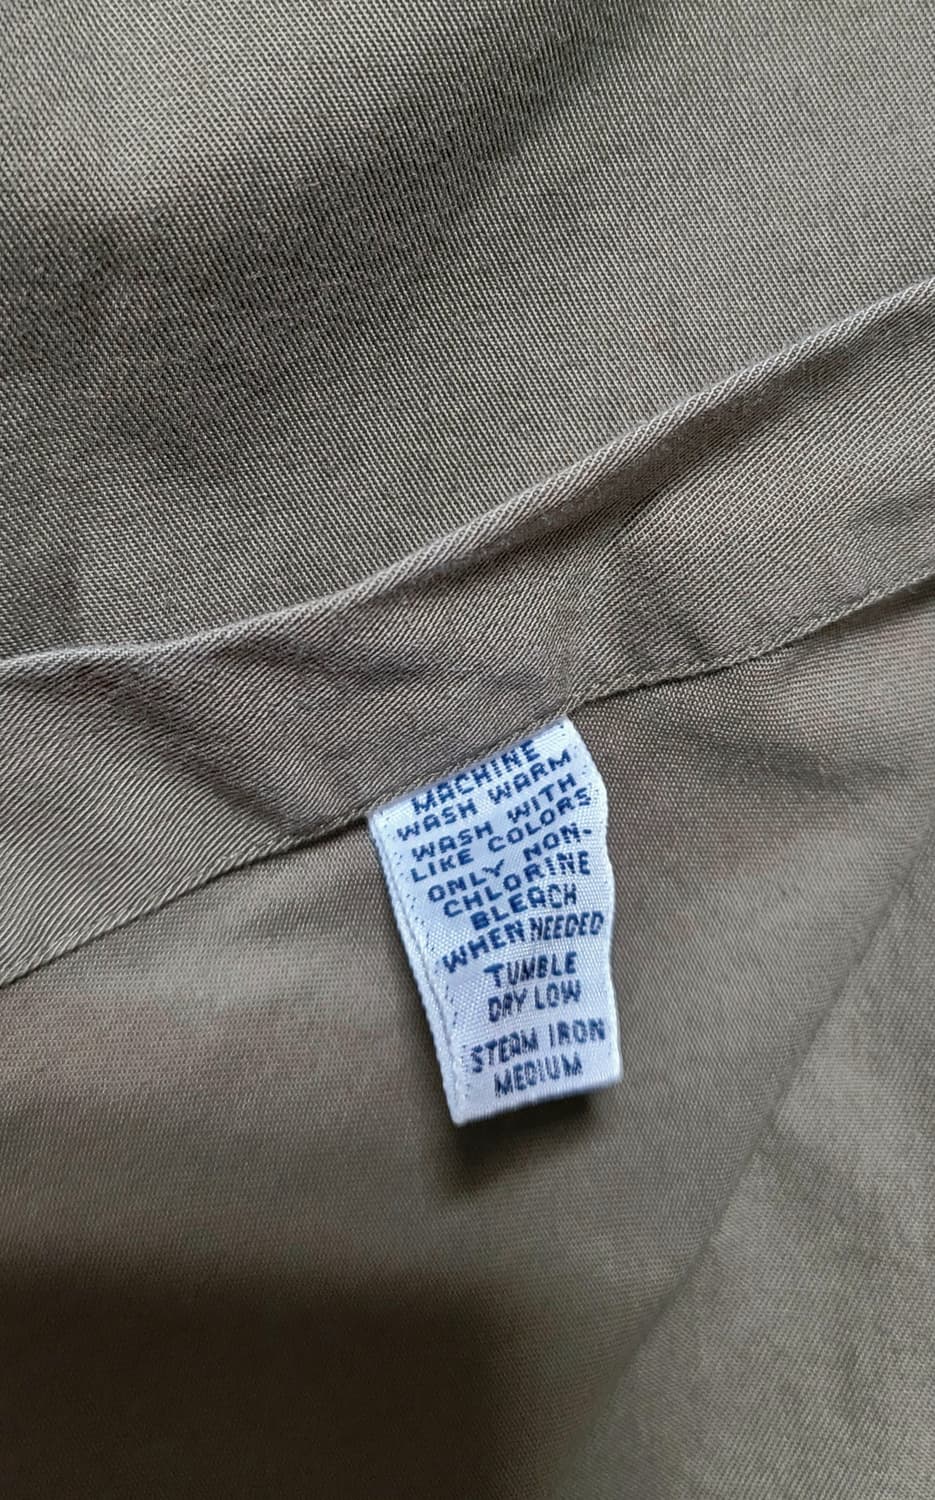 MACHINE
WASH WARM
WASH WITH
LIKE COLORS
ONLY NON-
CHLORINE
BLEACH
WHEN NEEDED
TUMBLE
DRY LOW
STEAM IRON
MEDIUM